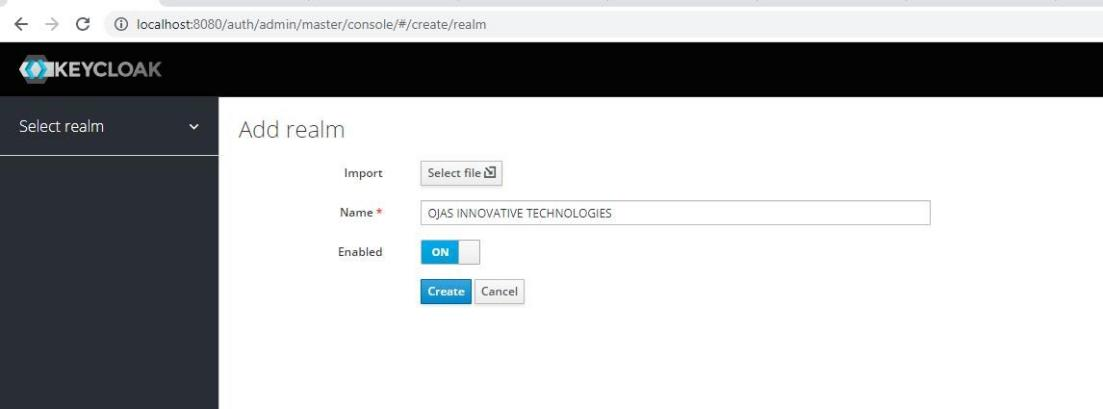 localhost:8080/auth/admin/master/console/#/create/realm
KEYCLOAK
Select realm
Add realm
Import Select file
Name * OJAS INNOVATIVE TECHNOLOGIES
Enabled ON
Create Cancel